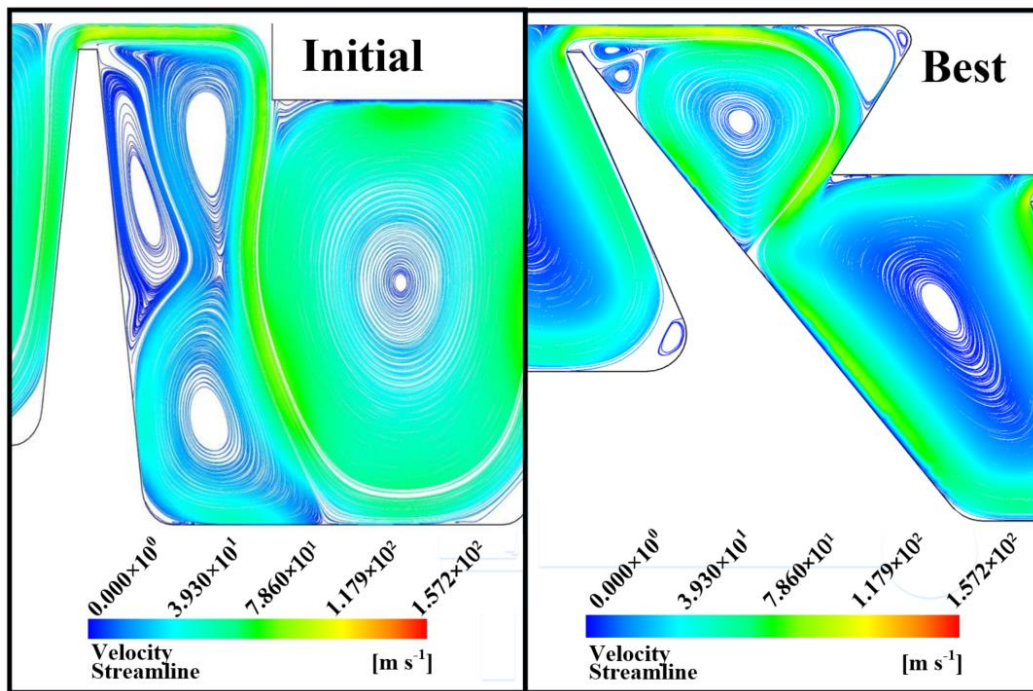 Initial
0.000×10⁰
3.930×10¹
7.860×10¹
1.179×10²
1.572×10²
Velocity
Streamline
[m s⁻¹]
Best
0.000×10⁰
3.930×10¹
7.860×10¹
1.179×10²
1.572×10²
Velocity
Streamline
[m s⁻¹]